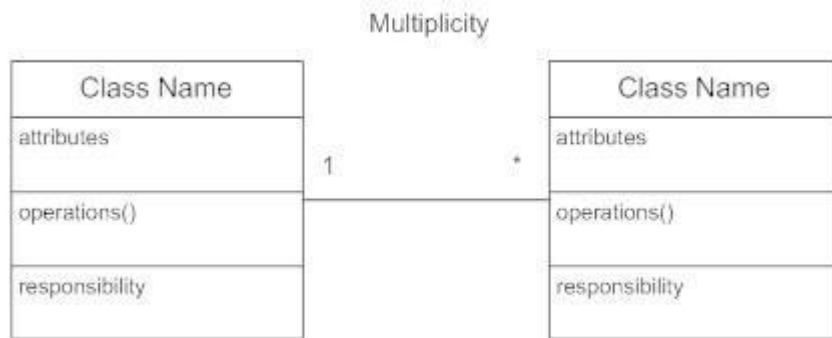 Multiplicity
Class Name
attributes
operations()
responsibility
1
*
Class Name
attributes
operations()
responsibility